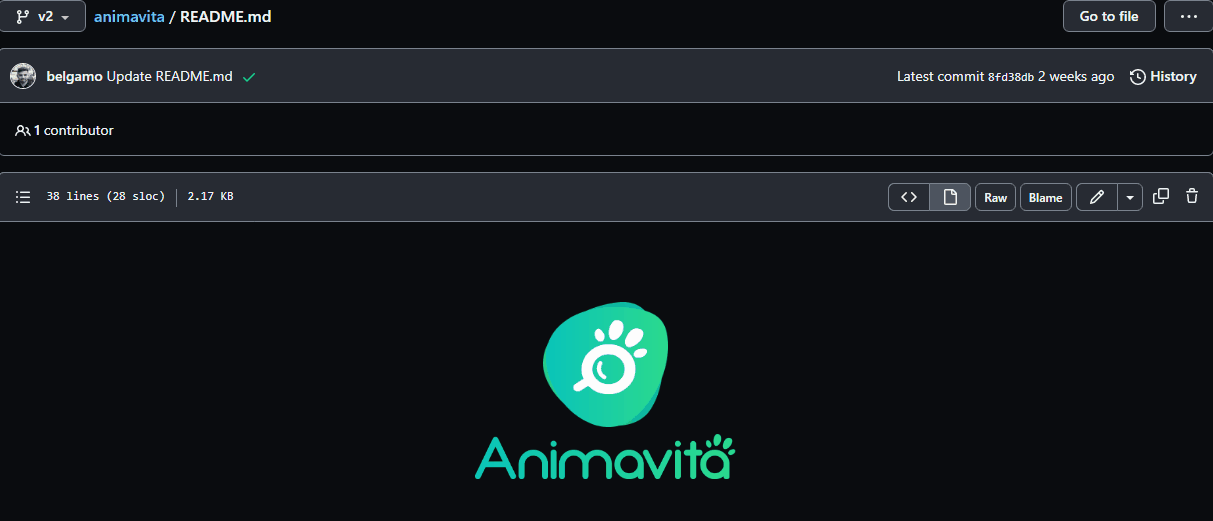 v2 animavita / README.md Go to file
belgamo Update README.md Latest commit 8fd38db 2 weeks ago History
1 contributor
38 lines (28 sloc) 2.17 KB Raw Blame
Animavita